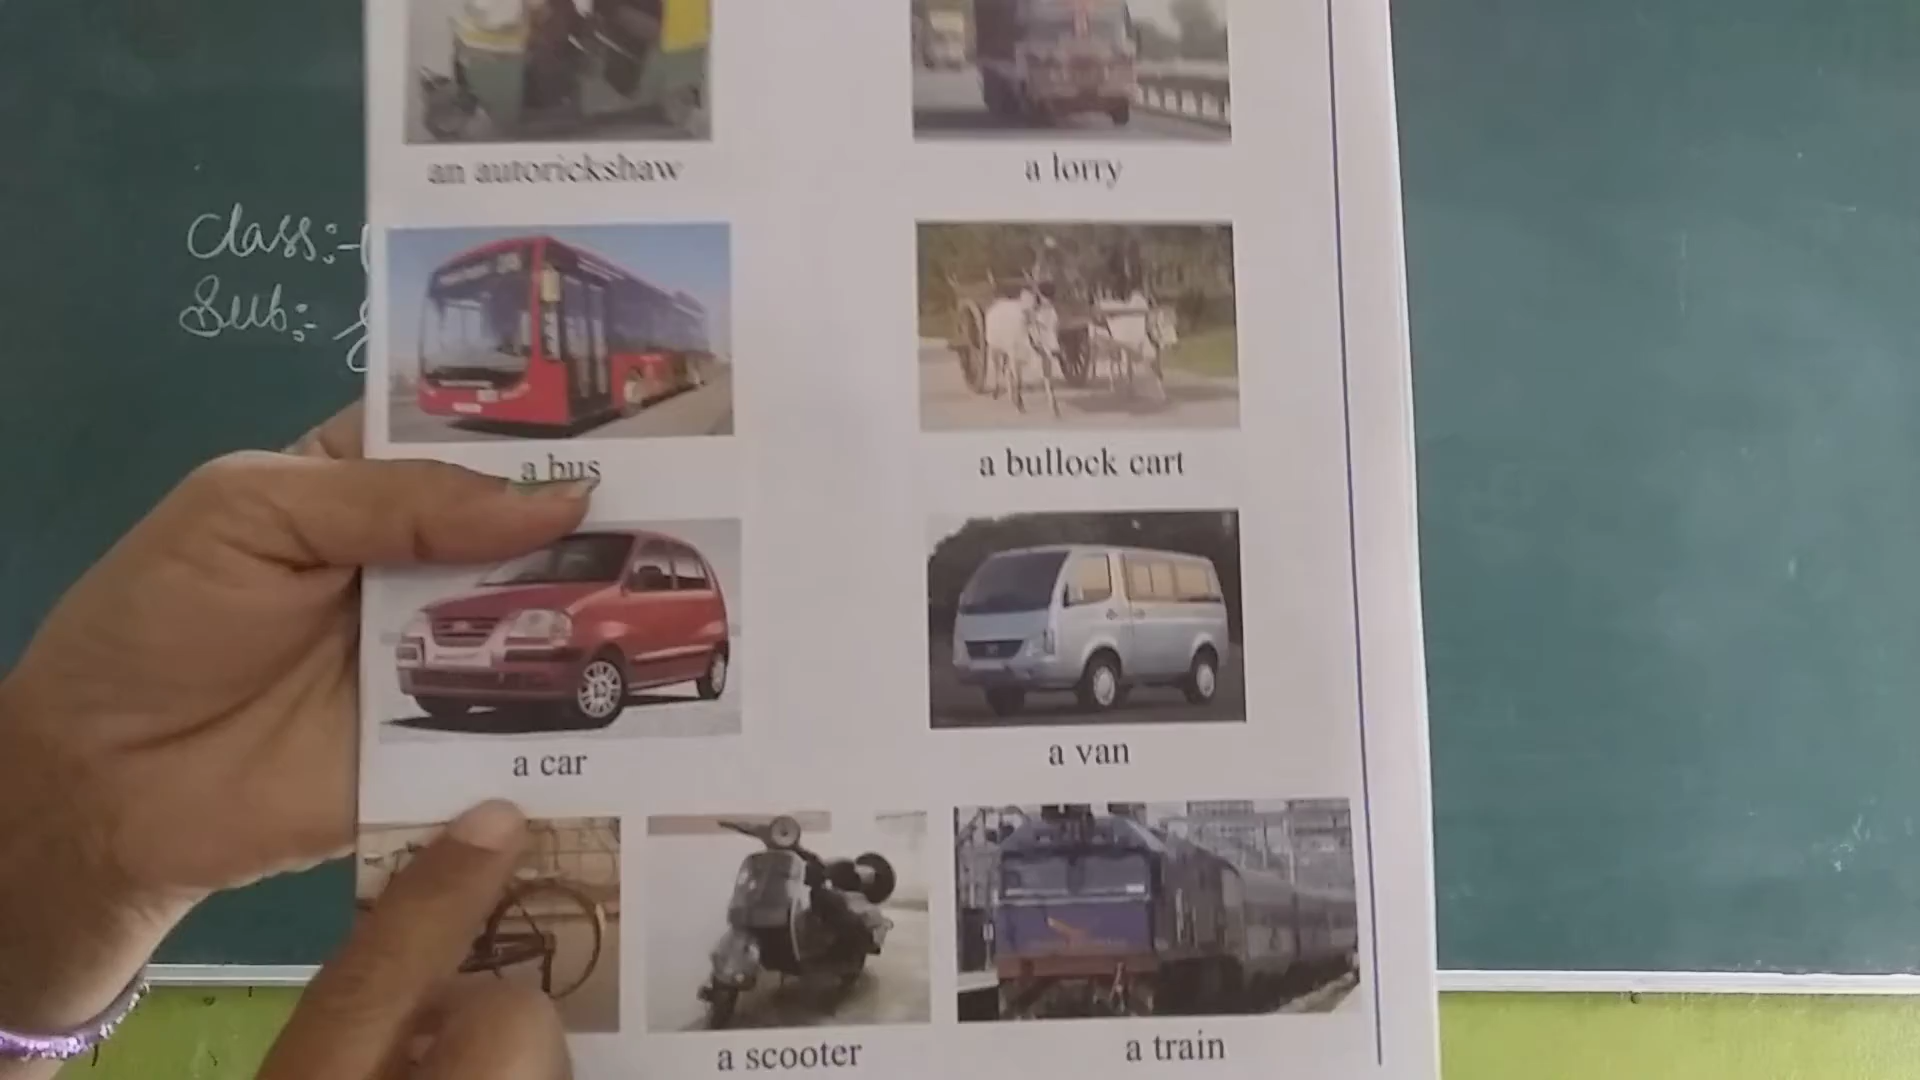 an autorickshaw
a lorry
Class:-
Sub:-
a bus
a bullock cart
a car
a van
a scooter
a train